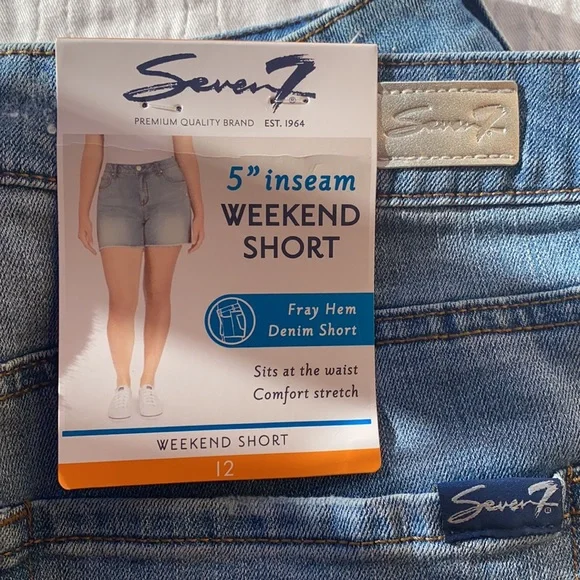 Seven7®
PREMIUM QUALITY BRAND EST. 1964
Seven7
5" inseam
WEEKEND
SHORT
Fray Hem
Denim Short
Sits at the waist
Comfort stretch
WEEKEND SHORT
12
Seven7®